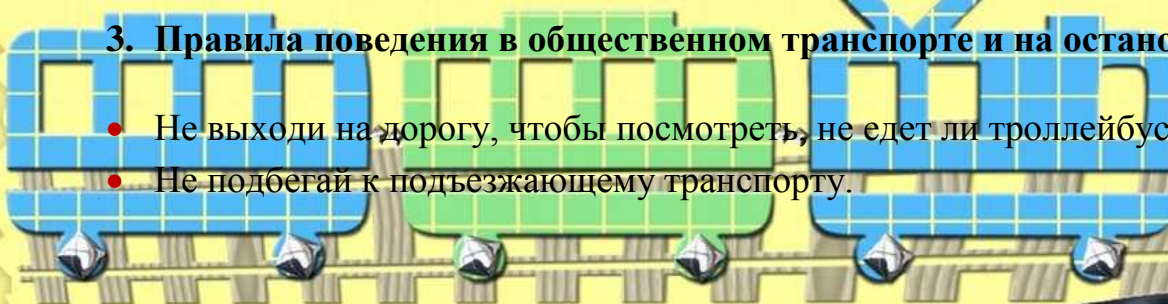 3. Правила поведения в общественном транспорте и на остано
• Не выходи на дорогу, чтобы посмотреть, не едет ли троллейбус
• Не подбегай к подъезжающему транспорту.